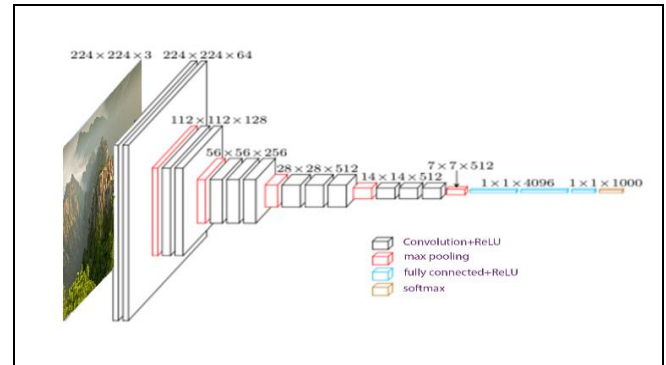 224×224×3 224×224×64
112×112×128
56×56×256
28×28×512
14×14×512
7×7×512
1×1×4096 1×1×1000
Convolution+ReLU
max pooling
fully connected+ReLU
softmax